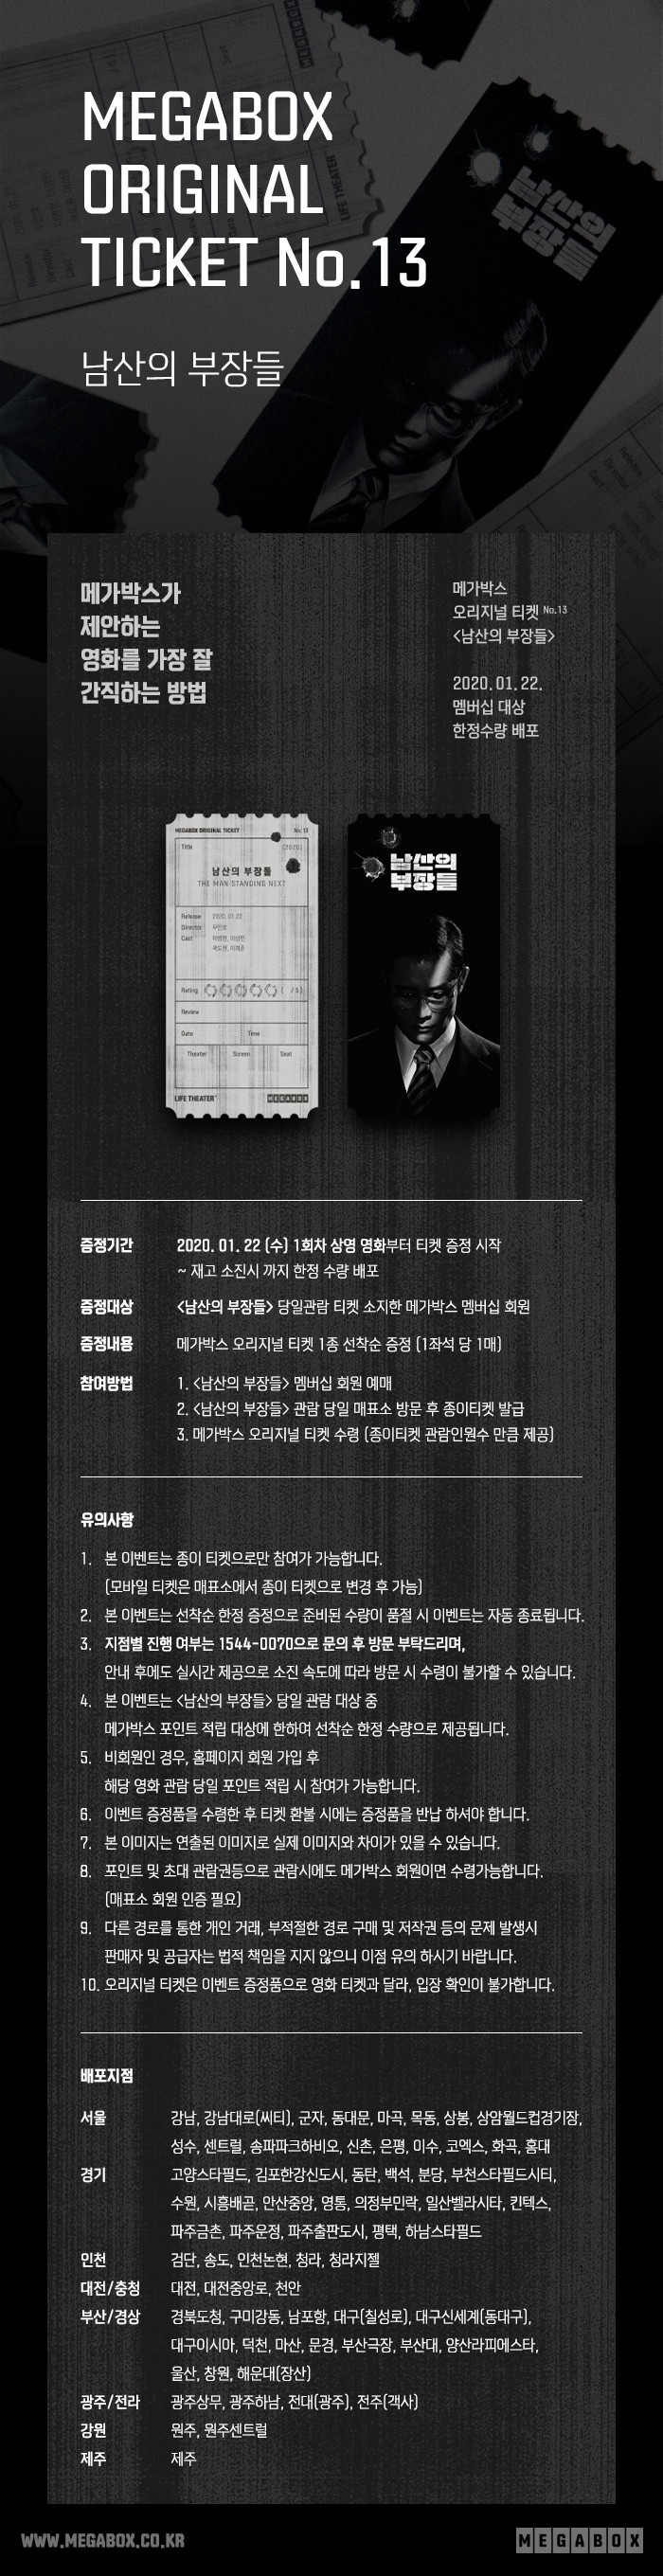 MEGABOX
ORIGINAL
TICKET No.13
남산의 부장들
남산의
부장들
LIFE THEATER
메가박스가
제안하는
영화를 가장 잘
간직하는 방법
메가박스
오리지널 티켓 No.13
<남산의 부장들>
2020. 01. 22.
멤버십 대상
한정수량 배포
MEGABOX ORIGINAL TICKET No. 13
Title (2020)
남산의 부장들
THE MAN STANDING NEXT
Release 2020. 01.22
Director 우민호
Cast 이병헌, 이성민
곽도원, 이희준
Rating ( /5)
Review
Date Time
Theater Screen Seat
LIFE THEATER MEGABOX
남산의
부장들
증정기간 2020. 01. 22 (수) 1회차 상영 영화부터 티켓 증정 시작
~ 재고 소진시 까지 한정 수량 배포
증정대상 <남산의 부장들> 당일관람 티켓 소지한 메가박스 멤버십 회원
증정내용 메가박스 오리지널 티켓 1종 선착순 증정 (1좌석 당 1매)
참여방법 1. <남산의 부장들> 멤버십 회원 예매
2. <남산의 부장들> 관람 당일 매표소 방문 후 종이티켓 발급
3. 메가박스 오리지널 티켓 수령 (종이티켓 관람인원수 만큼 제공)
유의사항
1. 본 이벤트는 종이 티켓으로만 참여가 가능합니다.
(모바일 티켓은 매표소에서 종이 티켓으로 변경 후 가능)
2. 본 이벤트는 선착순 한정 증정으로 준비된 수량이 품절 시 이벤트는 자동 종료됩니다.
3. 지점별 진행 여부는 1544-0070으로 문의 후 방문 부탁드리며,
안내 후에도 실시간 제공으로 소진 속도에 따라 방문 시 수령이 불가할 수 있습니다.
4. 본 이벤트는 <남산의 부장들> 당일 관람 대상 중
메가박스 포인트 적립 대상에 한하여 선착순 한정 수량으로 제공됩니다.
5. 비회원인 경우, 홈페이지 회원 가입 후
해당 영화 관람 당일 포인트 적립 시 참여가 가능합니다.
6. 이벤트 증정품을 수령한 후 티켓 환불 시에는 증정품을 반납 하셔야 합니다.
7. 본 이미지는 연출된 이미지로 실제 이미지와 차이가 있을 수 있습니다.
8. 포인트 및 초대 관람권등으로 관람시에도 메가박스 회원이면 수령가능합니다.
(매표소 회원 인증 필요)
9. 다른 경로를 통한 개인 거래, 부적절한 경로 구매 및 저작권 등의 문제 발생시
판매자 및 공급자는 법적 책임을 지지 않으니 이점 유의 하시기 바랍니다.
10. 오리지널 티켓은 이벤트 증정품으로 영화 티켓과 달라, 입장 확인이 불가합니다.
배포지점
서울 강남, 강남대로(씨티), 군자, 동대문, 마곡, 목동, 상봉, 상암월드컵경기장,
성수, 센트럴, 송파파크하비오, 신촌, 은평, 이수, 코엑스, 화곡, 홍대
경기 고양스타필드, 김포한강신도시, 동탄, 백석, 분당, 부천스타필드시티,
수원, 시흥배곧, 안산중앙, 영통, 의정부민락, 일산벨라시타, 킨텍스,
파주금촌, 파주운정, 파주출판도시, 평택, 하남스타필드
인천 검단, 송도, 인천논현, 청라, 청라지젤
대전/충청 대전, 대전중앙로, 천안
부산/경상 경북도청, 구미강동, 남포항, 대구(칠성로), 대구신세계(동대구),
대구이시아, 덕천, 마산, 문경, 부산극장, 부산대, 양산라피에스타,
울산, 창원, 해운대(장산)
광주/전라 광주상무, 광주하남, 전대(광주), 전주(객사)
강원 원주, 원주센트럴
제주 제주
WWW.MEGABOX.CO.KR MEGABOX